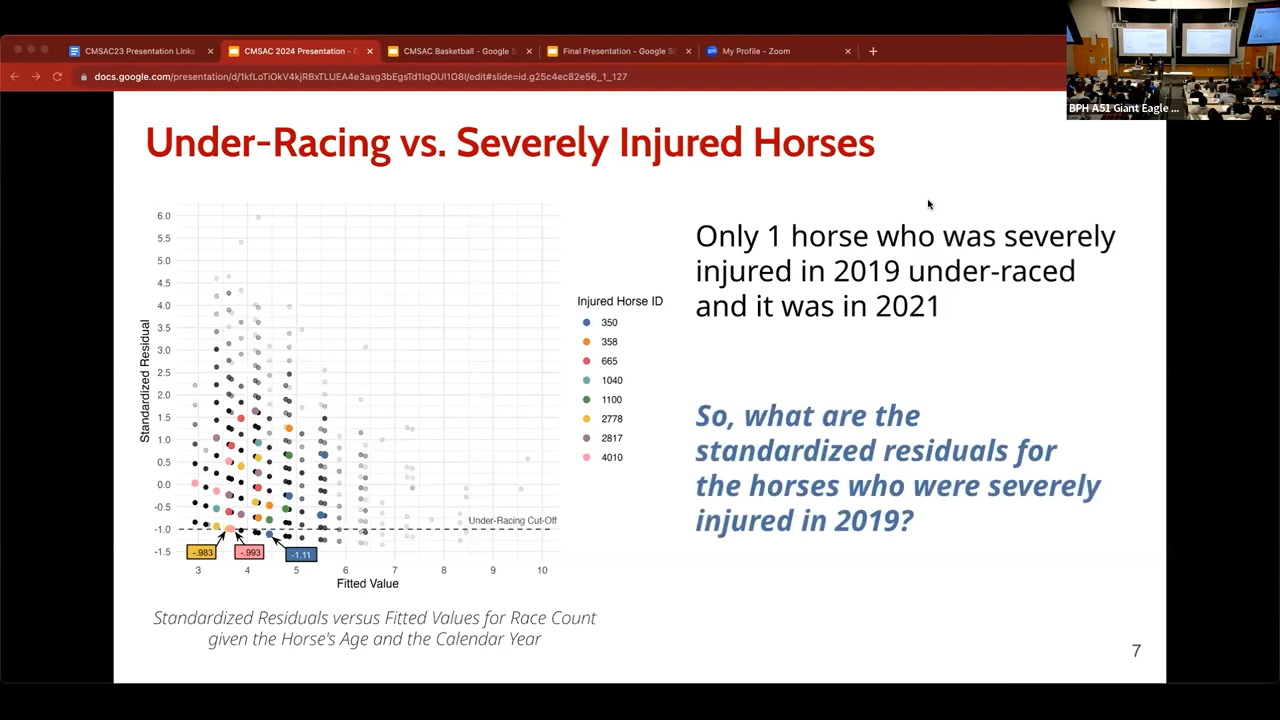 CMSAC23 Presentation Links
CMSAC 2024 Presentation - G
CMSAC Basketball - Google S
Final Presentation - Google Sl
My Profile - Zoom
docs.google.com/presentation/d/1kfLoTiOkV4kjRBxTLUEA4e3axg3bEgsTd1IqOUI1O8I/edit#slide=id.g25c4ec82e56_1_127
BPH A51 Giant Eagle ...
Under-Racing vs. Severely Injured Horses
6.0
5.5
5.0
4.5
4.0
3.5
3.0
2.5
2.0
1.5
1.0
0.5
0.0
-0.5
-1.0
-1.5
Standardized Residual
Under-Racing Cut-Off
-.983
-.993
-1.11
3 4 5 6 7 8 9 10
Fitted Value
Injured Horse ID
350
358
665
1040
1100
2778
2817
4010
Standardized Residuals versus Fitted Values for Race Count
given the Horse's Age and the Calendar Year
Only 1 horse who was severely
injured in 2019 under-raced
and it was in 2021
So, what are the
standardized residuals for
the horses who were severely
injured in 2019?
7